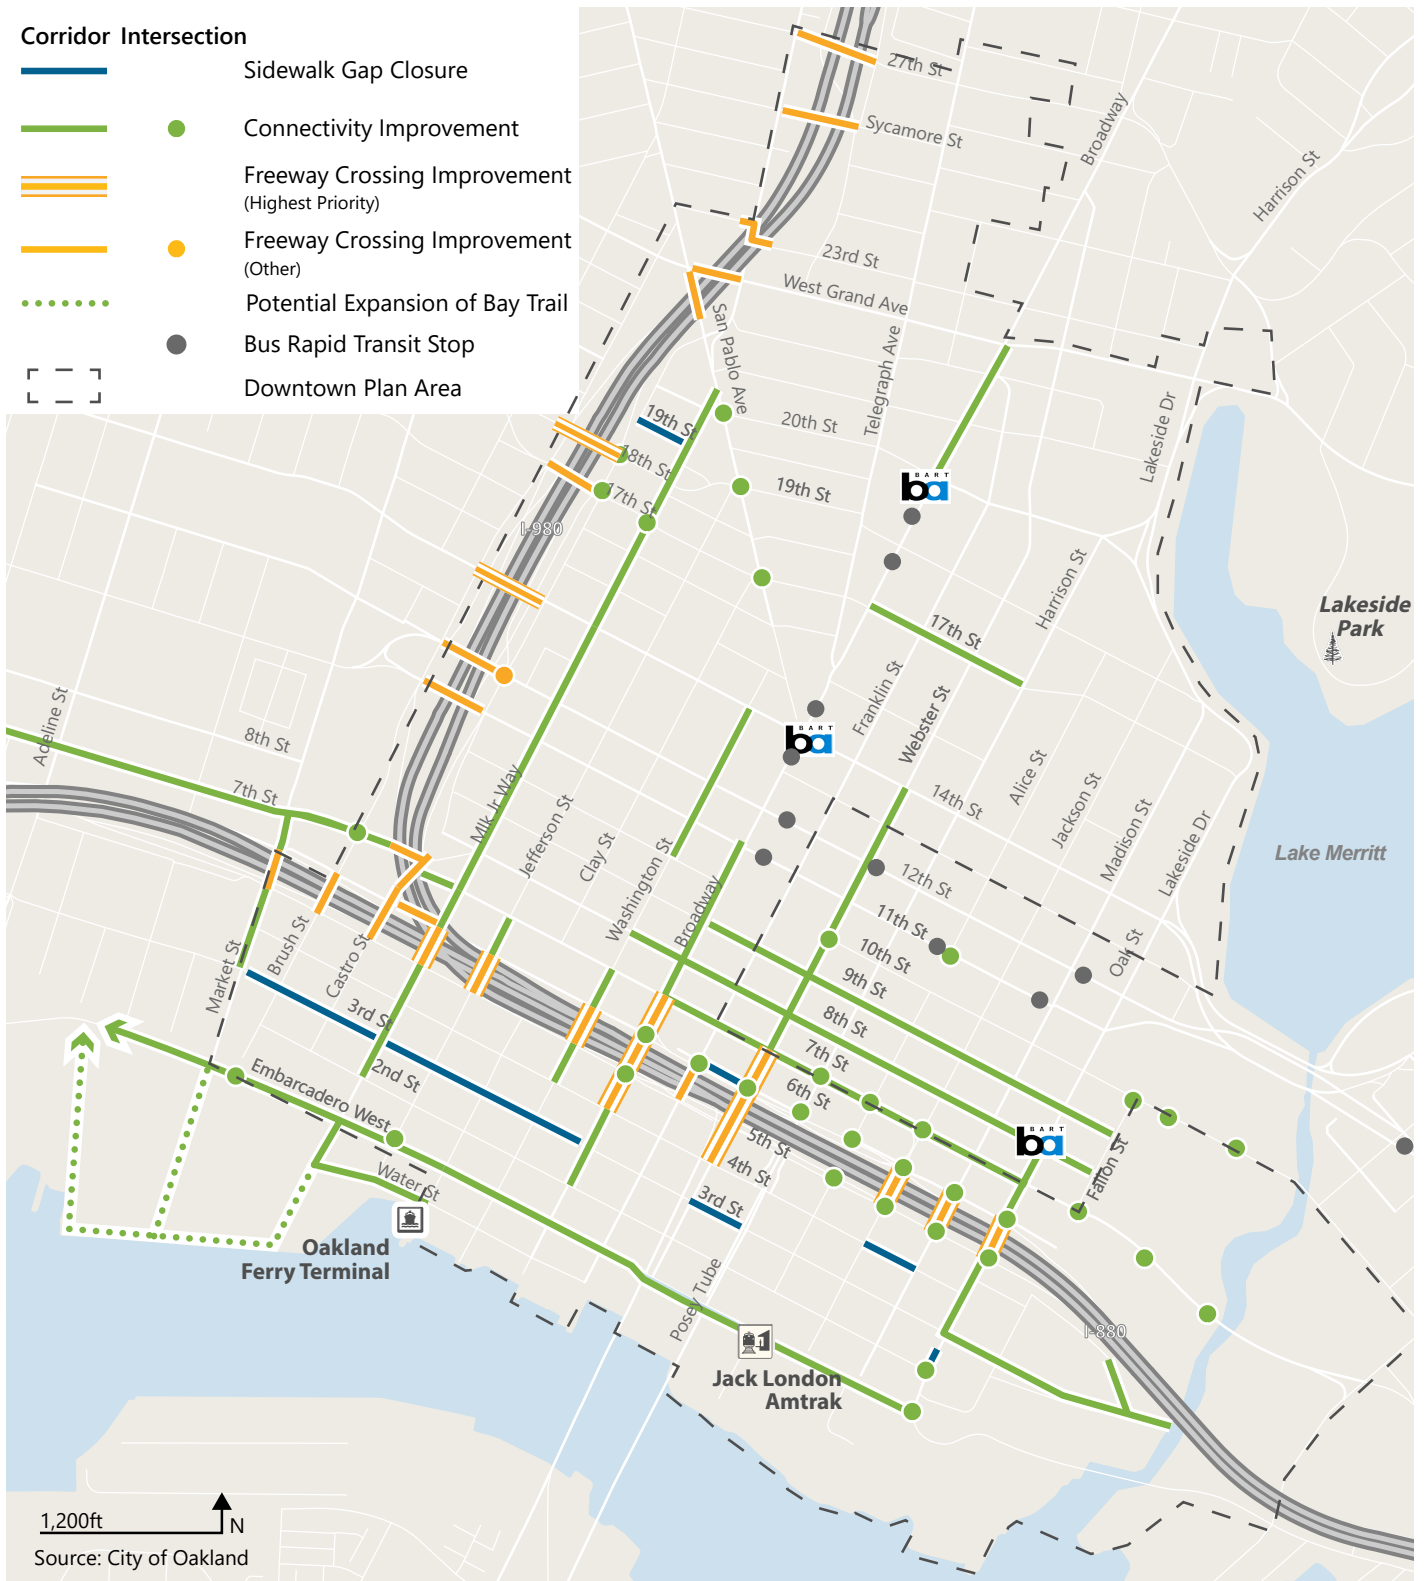 Corridor Intersection
Sidewalk Gap Closure
Connectivity Improvement
Freeway Crossing Improvement
(Highest Priority)
Freeway Crossing Improvement
(Other)
Potential Expansion of Bay Trail
Bus Rapid Transit Stop
Downtown Plan Area
27th St
Sycamore St
Broadway
Harrison St
23rd St
West Grand Ave
San Pablo Ave
Telegraph Ave
Lakeside Dr
19th St
20th St
18th St
17th St
19th St
BART
ba
I-980
Harrison St
17th St
Lakeside
Park
Franklin St
Webster St
BART
ba
Adeline St
8th St
7th St
Mlk Jr Way
Jefferson St
Clay St
Washington St
Broadway
14th St
Alice St
Jackson St
Madison St
Lakeside Dr
Lake Merritt
12th St
11th St
10th St
9th St
8th St
7th St
6th St
5th St
4th St
3rd St
Oak St
Market St
Brush St
Castro St
3rd St
2nd St
Embarcadero West
Water St
BART
ba
Fallon St
Oakland
Ferry Terminal
Posey Tube
I-880
Jack London
Amtrak
1,200ft
N
Source: City of Oakland